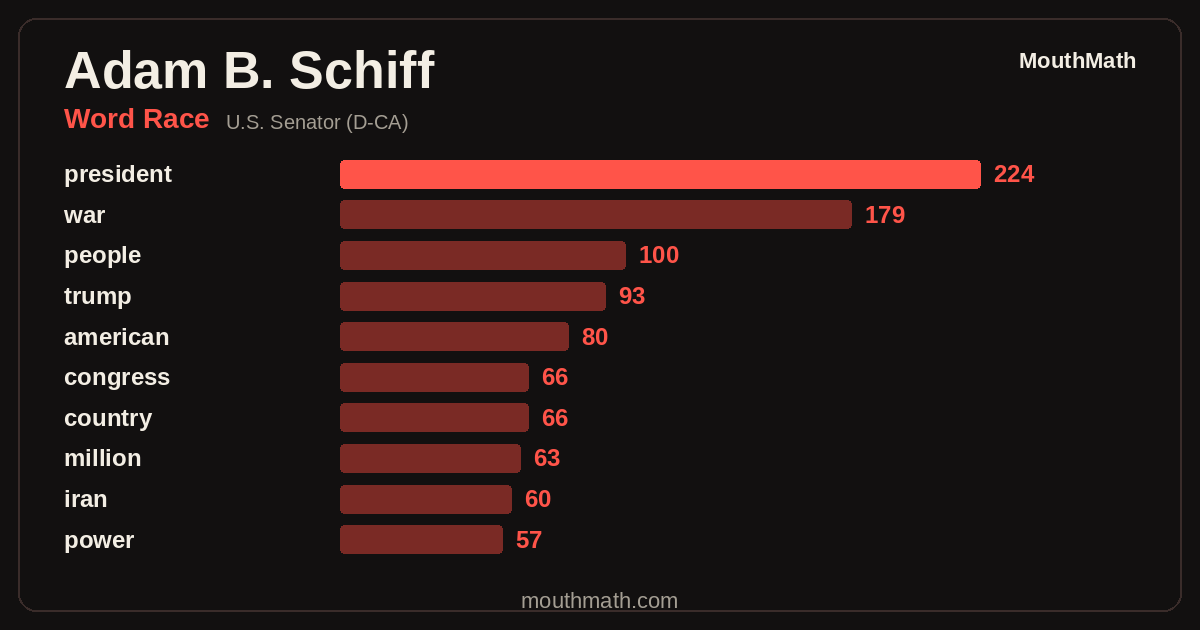 Adam B. Schiff
MouthMath
Word Race U.S. Senator (D-CA)
president 224
war 179
people 100
trump 93
american 80
congress 66
country 66
million 63
iran 60
power 57
mouthmath.com